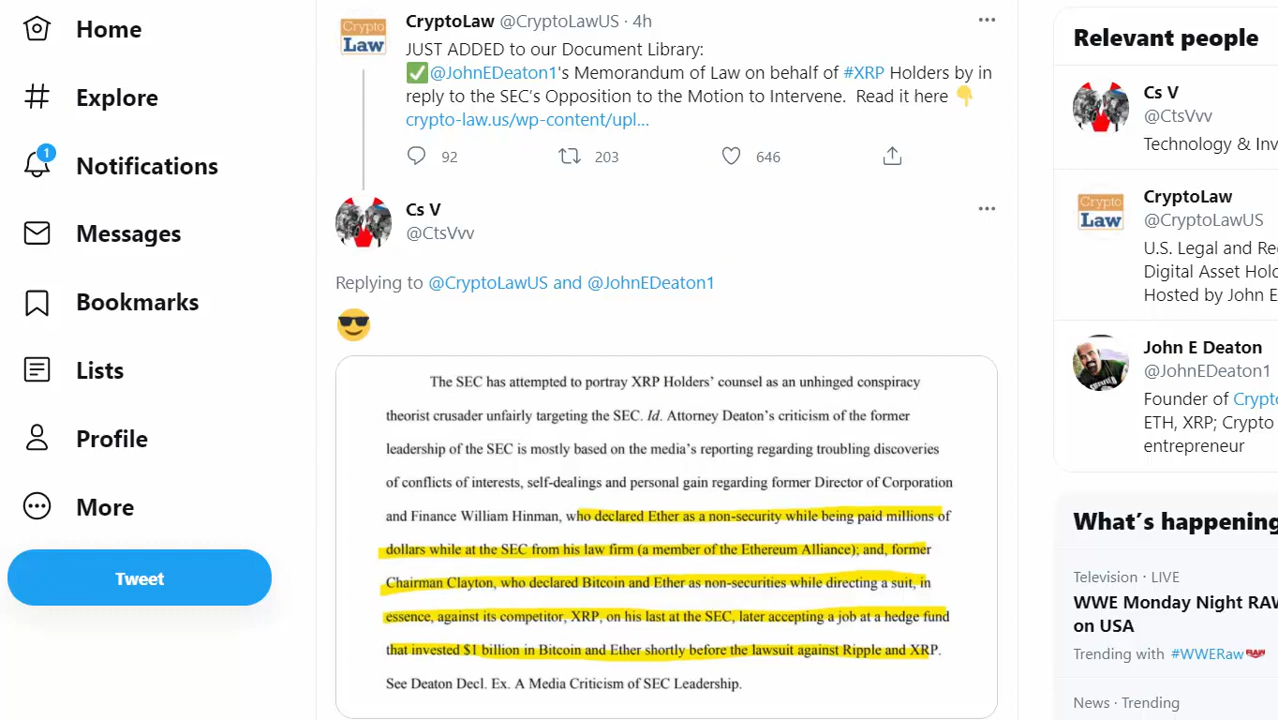 Home
Explore
1
Notifications
Messages
Bookmarks
Lists
Profile
More
Tweet
Crypto
Law
CryptoLaw @CryptoLawUS · 4h
JUST ADDED to our Document Library:
✅@JohnEDeaton1's Memorandum of Law on behalf of #XRP Holders by in
reply to the SEC's Opposition to the Motion to Intervene. Read it here 👇
crypto-law.us/wp-content/upl...
92 203 646
Cs V
@CtsVvv
Replying to @CryptoLawUS and @JohnEDeaton1
😎
The SEC has attempted to portray XRP Holders' counsel as an unhinged conspiracy
theorist crusader unfairly targeting the SEC. Id. Attorney Deaton's criticism of the former
leadership of the SEC is mostly based on the media's reporting regarding troubling discoveries
of conflicts of interests, self-dealings and personal gain regarding former Director of Corporation
and Finance William Hinman, who declared Ether as a non-security while being paid millions of
dollars while at the SEC from his law firm (a member of the Ethereum Alliance); and, former
Chairman Clayton, who declared Bitcoin and Ether as non-securities while directing a suit, in
essence, against its competitor, XRP, on his last at the SEC, later accepting a job at a hedge fund
that invested $1 billion in Bitcoin and Ether shortly before the lawsuit against Ripple and XRP.
See Deaton Decl. Ex. A Media Criticism of SEC Leadership.
Relevant people
Cs V
@CtsVvv
Technology & Inv
Crypto
Law
CryptoLaw
@CryptoLawUS
U.S. Legal and Re
Digital Asset Hol
Hosted by John E
John E Deaton
@JohnEDeaton1
Founder of Crypt
ETH, XRP; Crypto
entrepreneur
What's happening
Television · LIVE
WWE Monday Night RAW
on USA
Trending with #WWERaw
News · Trending